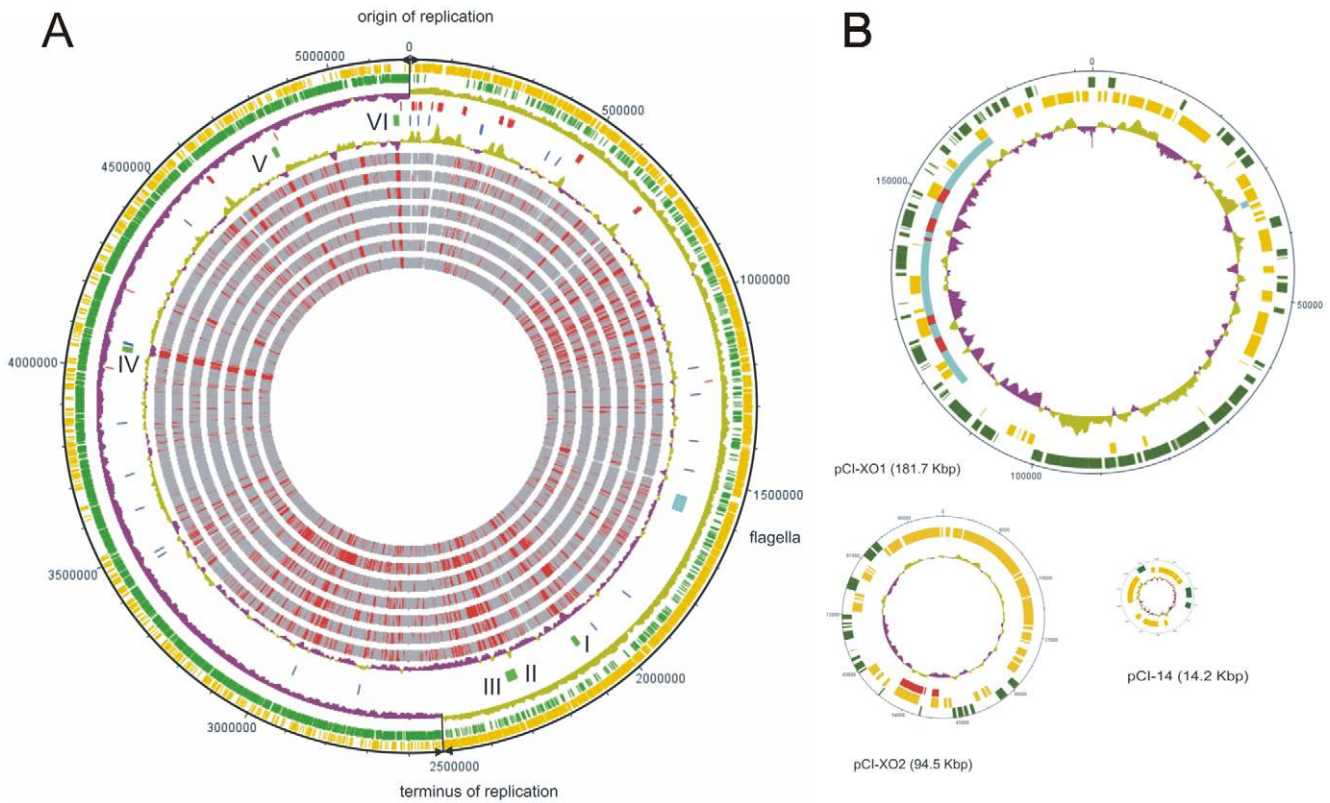 A
origin of replication
0
5000000
500000
4500000
VI
V
1000000
4000000
IV
1500000
flagella
I
II
III
3500000
2000000
3000000
2500000
terminus of replication
B
0
150000
50000
100000
pCI-XO1 (181.7 Kbp)
0
pCI-14 (14.2 Kbp)
pCI-XO2 (94.5 Kbp)